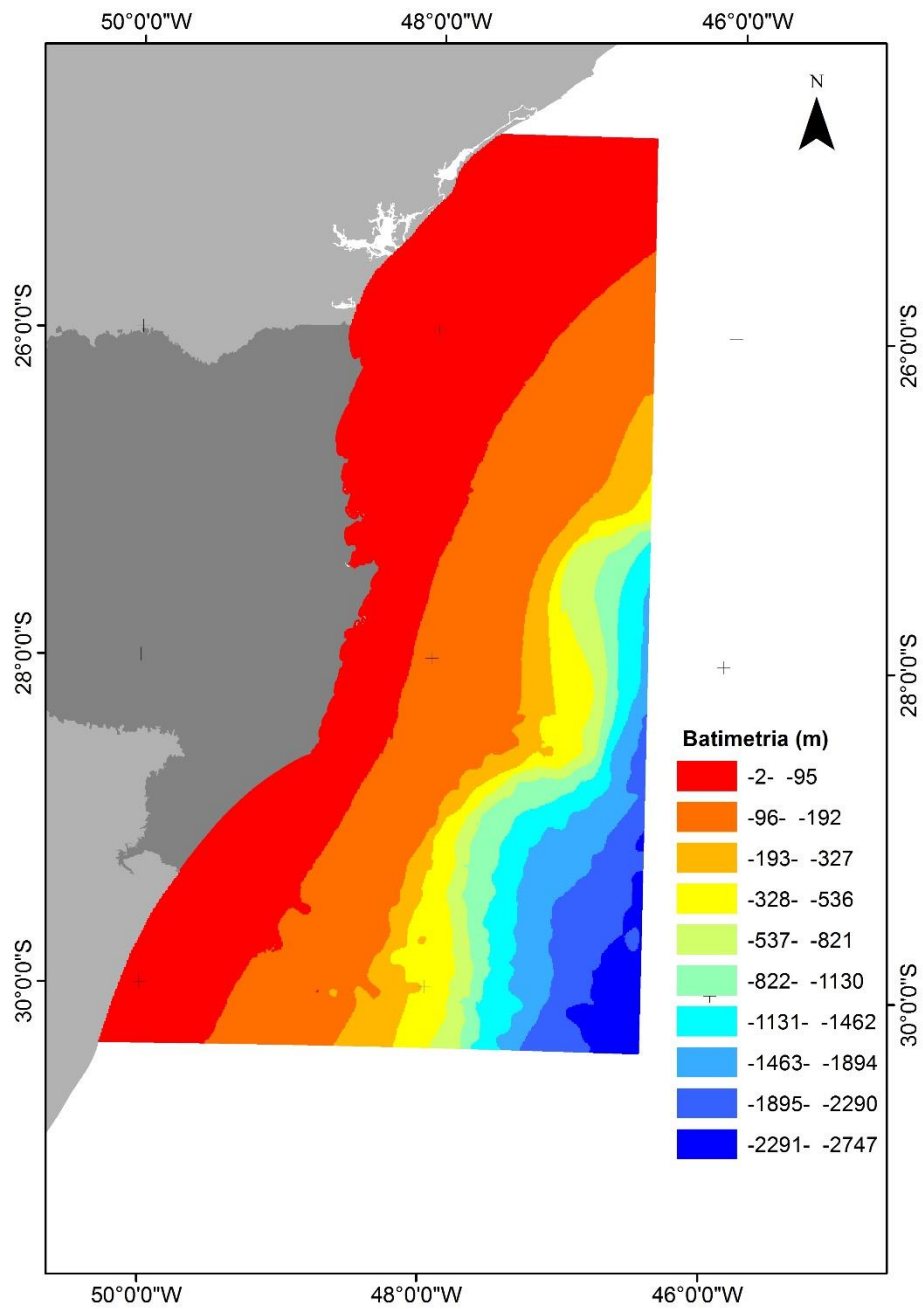 50°0'0"W 48°0'0"W 46°0'0"W
N
26°0'0"S
26°0'0"S
28°0'0"S
28°0'0"S
Batimetria (m)
-2- -95
-96- -192
-193- -327
-328- -536
-537- -821
-822- -1130
-1131- -1462
-1463- -1894
-1895- -2290
-2291- -2747
30°0'0"S
30°0'0"S
50°0'0"W 48°0'0"W 46°0'0"W